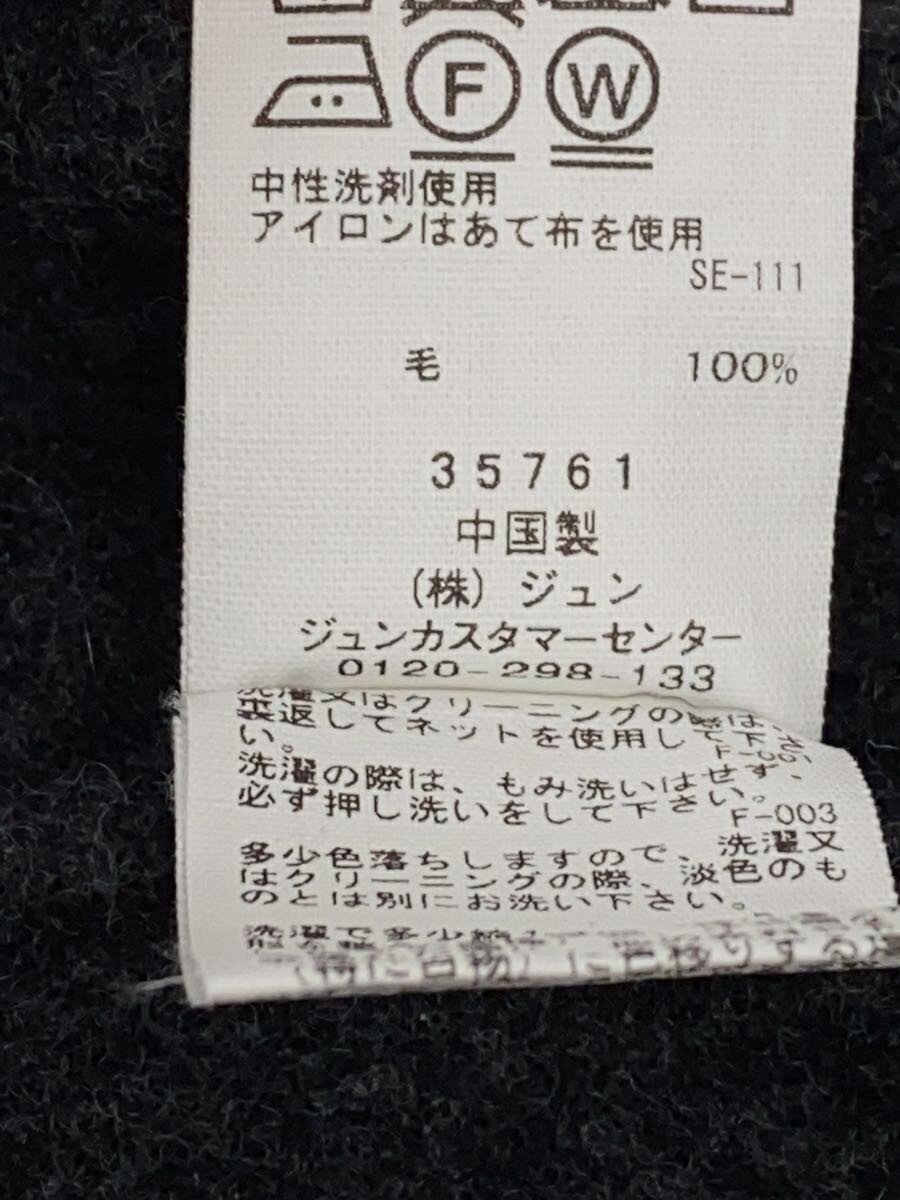 F W
中性洗剤使用
アイロンはあて布を使用
SE-111
毛 100%
35761
中国製
(株) ジュン
ジュンカスタマーセンター
0120-298-133
洗濯又はクリーニングの際は
裏返してネットを使用して下
い。
洗濯の際は、もみ洗いはせず、
必ず押し洗いをして下さい。
F-003
多少色落ちしますので、洗濯又
はクリーニングの際、淡色のも
のとは別にお洗い下さい。
洗濯で多少